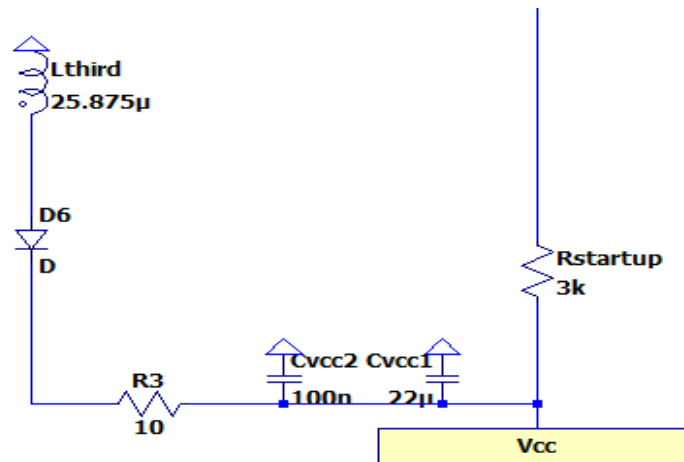 Lthird
25.875µ
D6
D
Rstartup
3k
Cvcc2 Cvcc1
R3
100n
22µ
10
Vcc